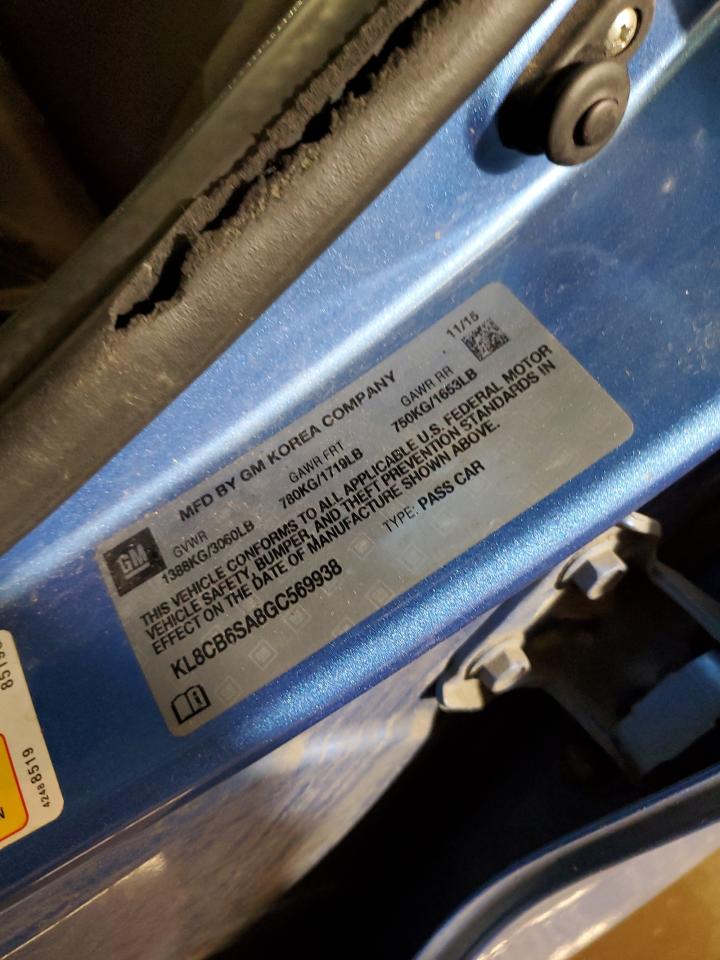 11/15
MFD BY GM KOREA COMPANY
GM
GVWR GAWR FRT GAWR RR
1388KG/3060LB 780KG/1719LB 750KG/1653LB
THIS VEHICLE CONFORMS TO ALL APPLICABLE U.S. FEDERAL MOTOR
VEHICLE SAFETY, BUMPER, AND THEFT PREVENTION STANDARDS IN
EFFECT ON THE DATE OF MANUFACTURE SHOWN ABOVE.
KL8CB6SA8GC569938 TYPE: PASS CAR
42488519